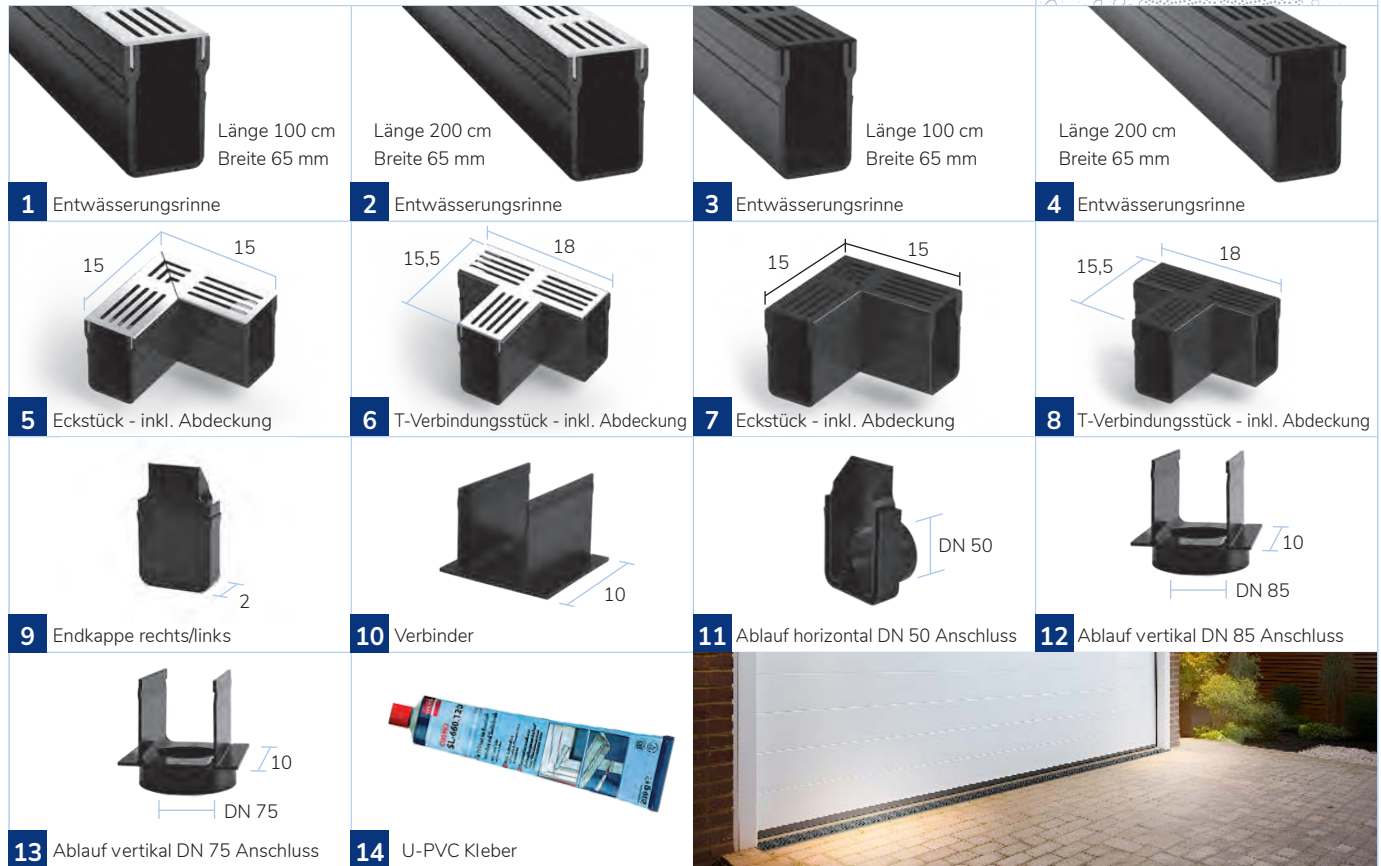 Länge 100 cm
Breite 65 mm
1 Entwässerungsrinne
Länge 200 cm
Breite 65 mm
2 Entwässerungsrinne
Länge 100 cm
Breite 65 mm
3 Entwässerungsrinne
Länge 200 cm
Breite 65 mm
4 Entwässerungsrinne
15
15
5 Eckstück - inkl. Abdeckung
15,5
18
6 T-Verbindungsstück - inkl. Abdeckung
15
15
7 Eckstück - inkl. Abdeckung
15,5
18
8 T-Verbindungsstück - inkl. Abdeckung
2
9 Endkappe rechts/links
10
10 Verbinder
DN 50
11 Ablauf horizontal DN 50 Anschluss
10
DN 85
12 Ablauf vertikal DN 85 Anschluss
10
DN 75
13 Ablauf vertikal DN 75 Anschluss
SL-660.120
14 U-PVC Kleber